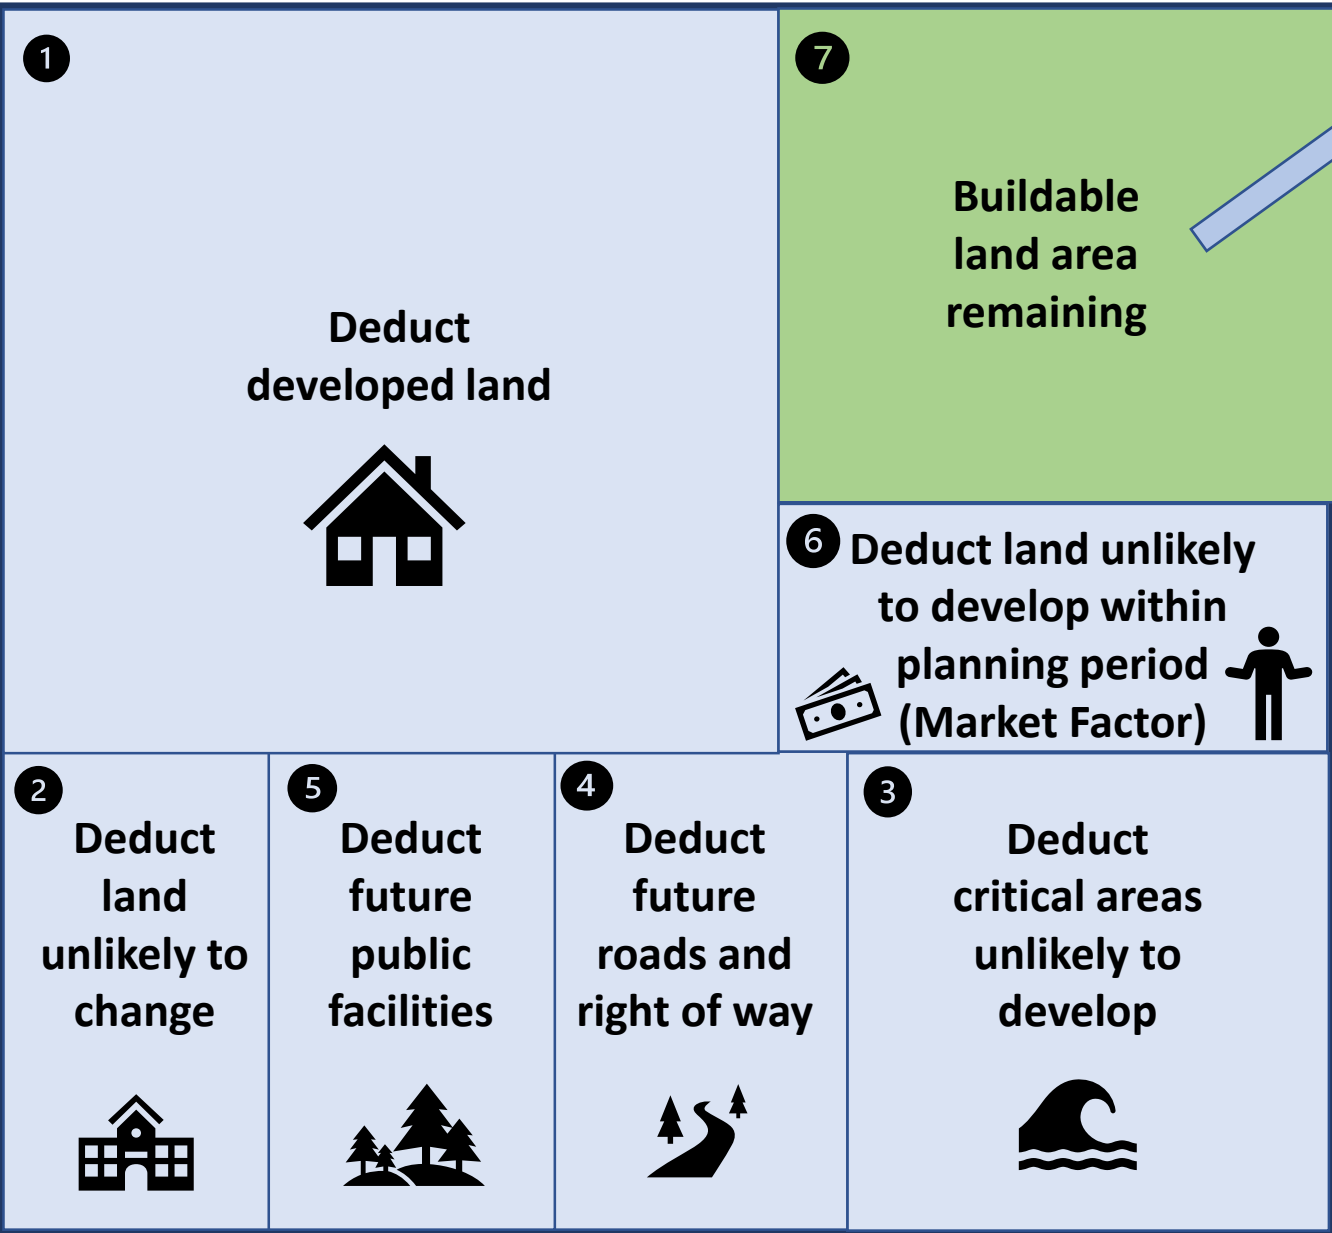 1
Deduct
developed land
7
Buildable
land area
remaining
6
Deduct land unlikely
to develop within
planning period
(Market Factor)
2
Deduct
land
unlikely to
change
5
Deduct
future
public
facilities
4
Deduct
future
roads and
right of way
3
Deduct
critical areas
unlikely to
develop